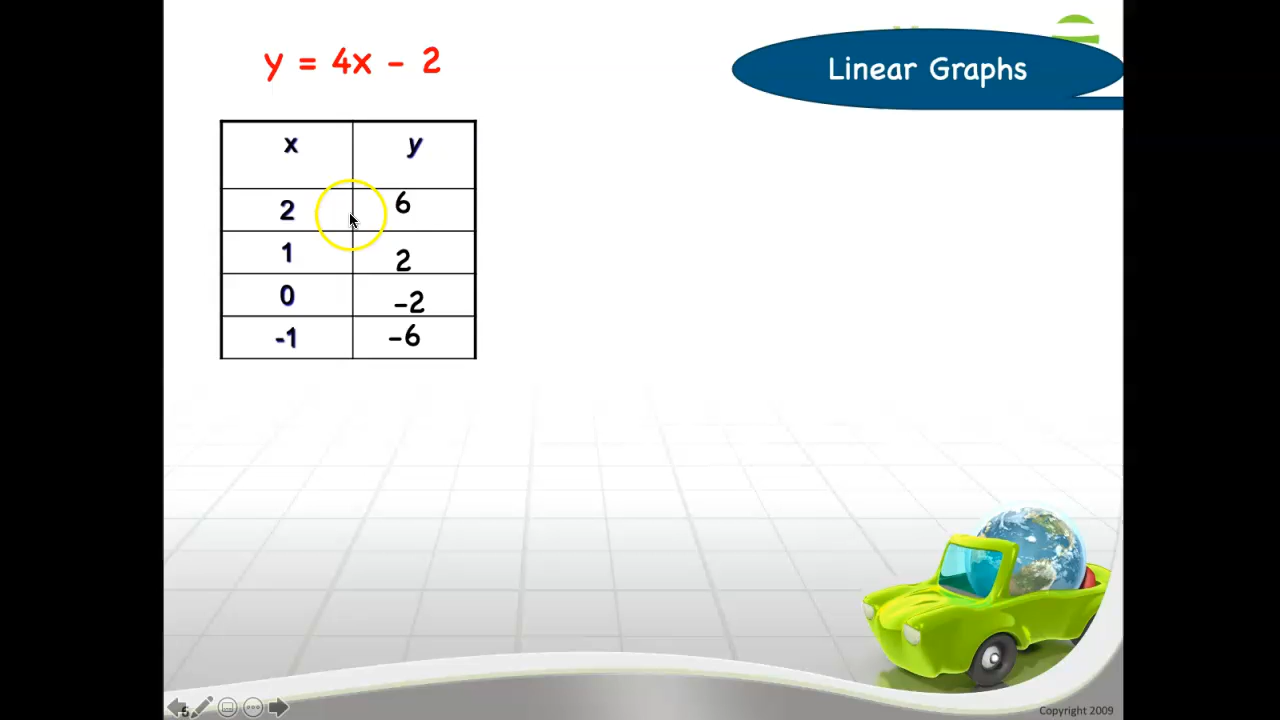 y = 4x - 2
Linear Graphs
x y
2 6
1 2
0 -2
-1 -6
Copyright 2009